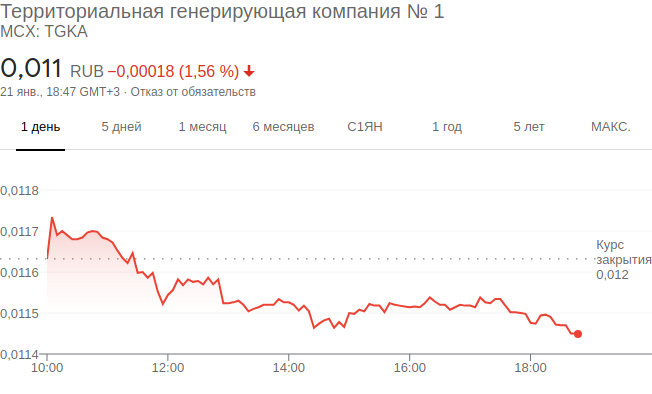 Территориальная генерирующая компания № 1
MCX: TGKA
0,011 RUB −0,00018 (1,56 %)
21 янв., 18:47 GMT+3 · Отказ от обязательств
1 день 5 дней 1 месяц 6 месяцев С1ЯН 1 год 5 лет МАКС.
0,0118
0,0117
Курс
закрытия
0,012
0,0116
0,0115
0,0114
10:00 12:00 14:00 16:00 18:00